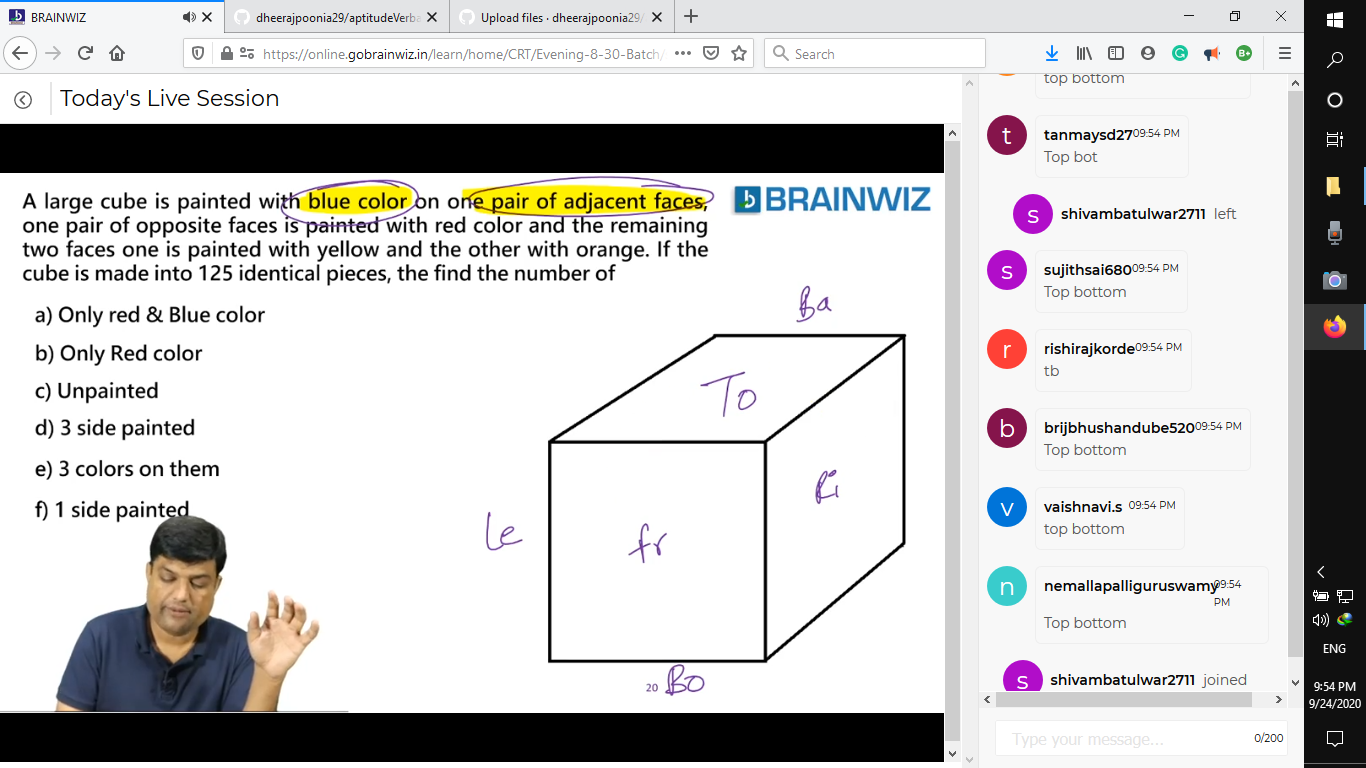 BRAINWIZ
dheerajpoonia29/aptitudeVerba
Upload files · dheerajpoonia29/
https://online.gobrainwiz.in/learn/home/CRT/Evening-8-30-Batch/
Search
Today's Live Session
A large cube is painted with blue color on one pair of adjacent faces,
one pair of opposite faces is painted with red color and the remaining
two faces one is painted with yellow and the other with orange. If the
cube is made into 125 identical pieces, the find the number of
BRAINWIZ
a) Only red & Blue color
b) Only Red color
c) Unpainted
d) 3 side painted
e) 3 colors on them
f) 1 side painted
Ba
To
Ri
Le
fr
20 Bo
top bottom
t
tanmaysd27 09:54 PM
Top bot
s
shivambatulwar2711 left
s
sujithsai680 09:54 PM
Top bottom
r
rishirajkorde 09:54 PM
tb
b
brijbhushandube520 09:54 PM
Top bottom
v
vaishnavi.s 09:54 PM
top bottom
n
nemallapalliguruswamy 09:54
PM
Top bottom
s
shivambatulwar2711 joined
Type your message...
0/200
B+
ENG
9:54 PM
9/24/2020